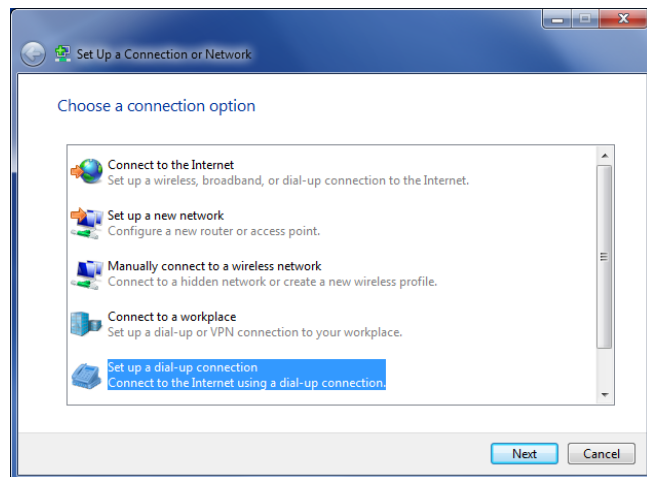 Set Up a Connection or Network
Choose a connection option
Connect to the Internet
Set up a wireless, broadband, or dial-up connection to the Internet.
Set up a new network
Configure a new router or access point.
Manually connect to a wireless network
Connect to a hidden network or create a new wireless profile.
Connect to a workplace
Set up a dial-up or VPN connection to your workplace.
Set up a dial-up connection
Connect to the Internet using a dial-up connection.
Next
Cancel